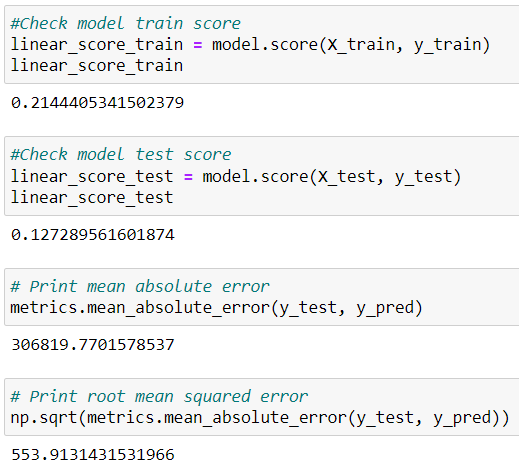 #Check model train score
linear_score_train = model.score(X_train, y_train)
linear_score_train
0.2144405341502379
#Check model test score
linear_score_test = model.score(X_test, y_test)
linear_score_test
0.127289561601874
# Print mean absolute error
metrics.mean_absolute_error(y_test, y_pred)
306819.7701578537
# Print root mean squared error
np.sqrt(metrics.mean_absolute_error(y_test, y_pred))
553.9131431531966